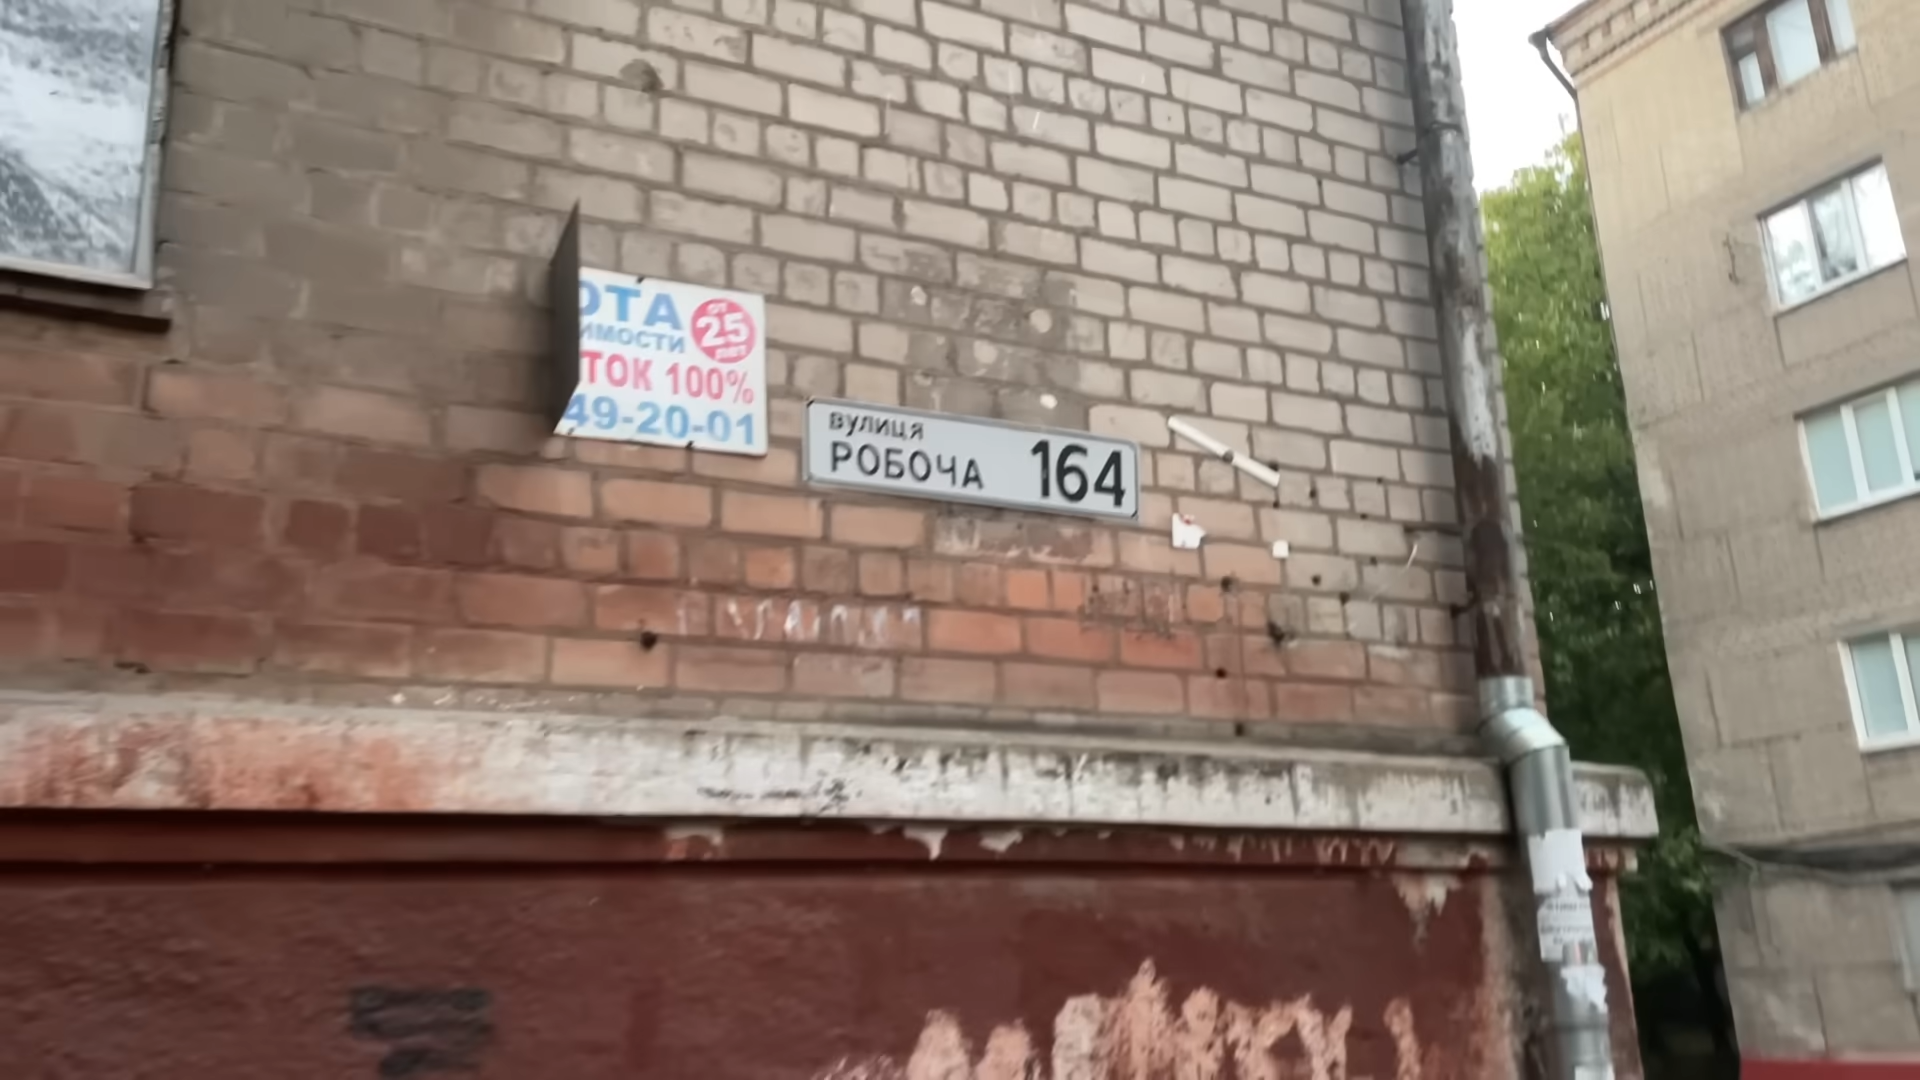 ОТА
ИМОСТИ
ОТ
25
ЛЕТ
ТОК 100%
49-20-01
вулиця
РОБОЧА 164